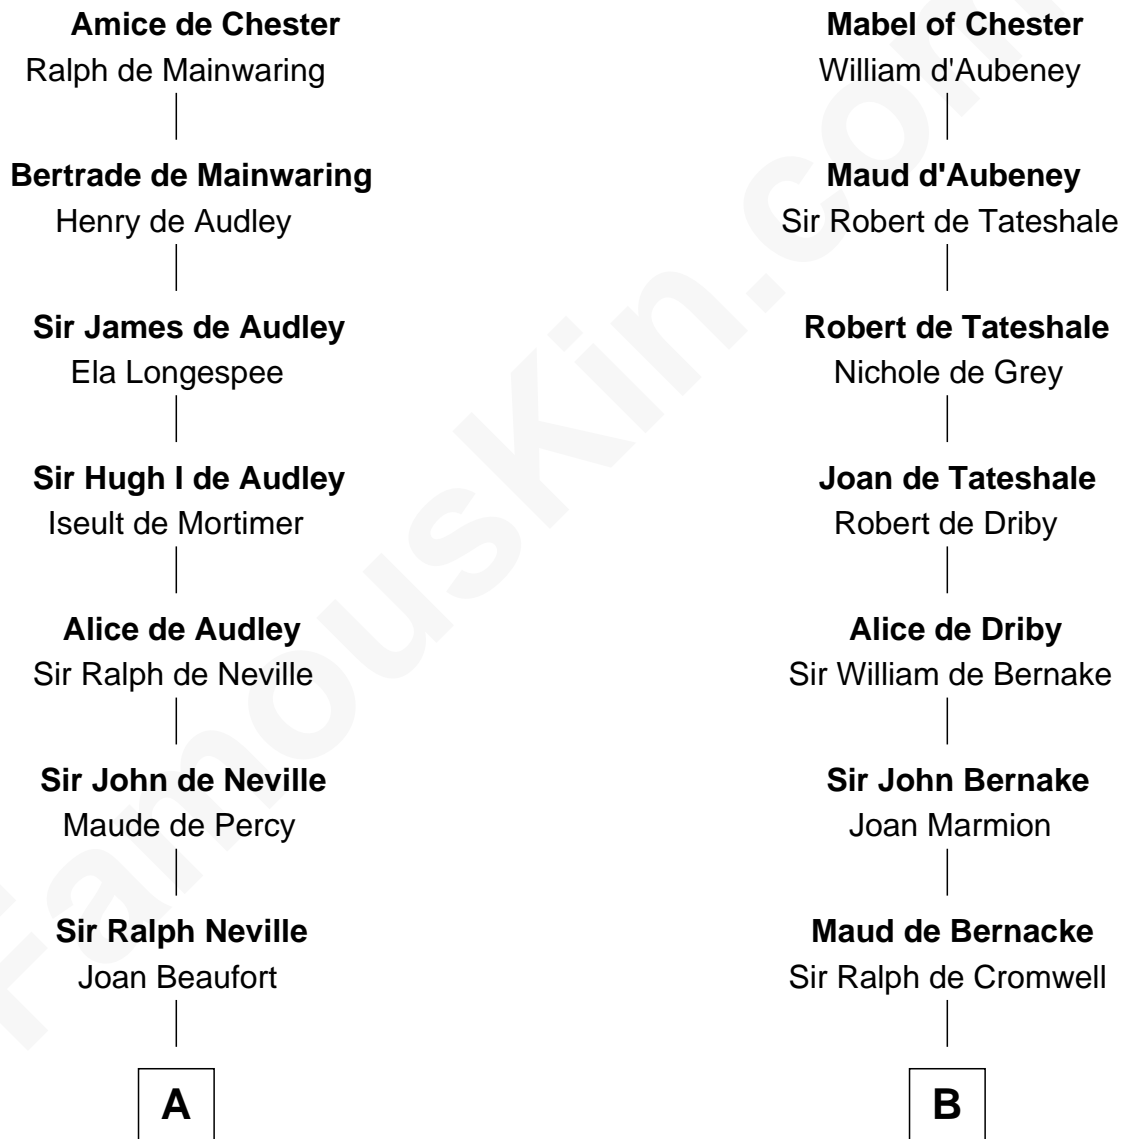 Amice de Chester
Ralph de Mainwaring
Bertrade de Mainwaring
Henry de Audley
Sir James de Audley
Ela Longespee
Sir Hugh I de Audley
Iseult de Mortimer
Alice de Audley
Sir Ralph de Neville
Sir John de Neville
Maude de Percy
Sir Ralph Neville
Joan Beaufort
A
Mabel of Chester
William d'Aubeney
Maud d'Aubeney
Sir Robert de Tateshale
Robert de Tateshale
Nichole de Grey
Joan de Tateshale
Robert de Driby
Alice de Driby
Sir William de Bernake
Sir John Bernake
Joan Marmion
Maud de Bernacke
Sir Ralph de Cromwell
B
FamousKin.com